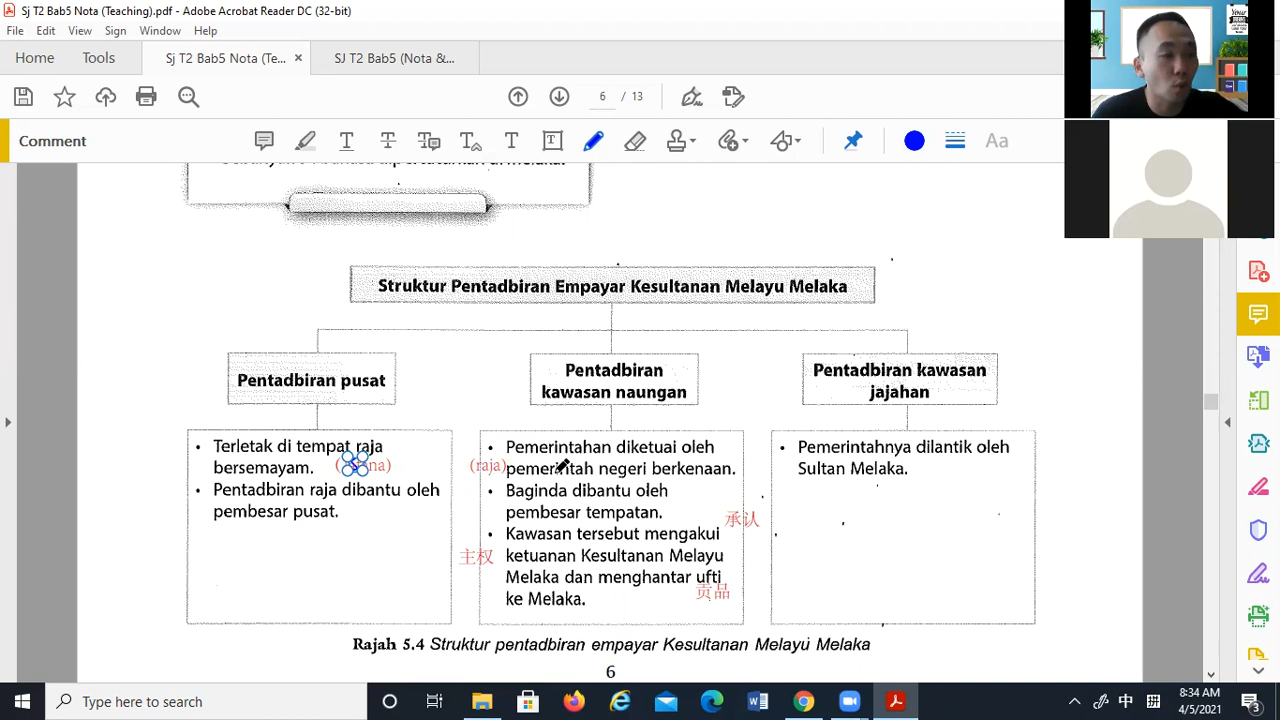 Sj T2 Bab5 Nota (Teaching).pdf - Adobe Acrobat Reader DC (32-bit)
File Edit View Sign Window Help
Home Tools Sj T2 Bab5 Nota (Te... × SJ T2 Bab5 (Nota &...
6 / 13
Comment
Aa
Struktur Pentadbiran Empayar Kesultanan Melayu Melaka
Pentadbiran pusat
Pentadbiran
kawasan naungan
Pentadbiran kawasan
jajahan
• Terletak di tempat raja
bersemayam.
• Pentadbiran raja dibantu oleh
pembesar pusat.
(raja)
• Pemerintahan diketuai oleh
pemerintah negeri berkenaan.
• Baginda dibantu oleh
pembesar tempatan.
承认
• Kawasan tersebut mengakui
主权
ketuanan Kesultanan Melayu
Melaka dan menghantar ufti
贡品
ke Melaka.
• Pemerintahnya dilantik oleh
Sultan Melaka.
Rajah 5.4 Struktur pentadbiran empayar Kesultanan Melayu Melaka
6
Type here to search
中
拼
8:34 AM
4/5/2021
3